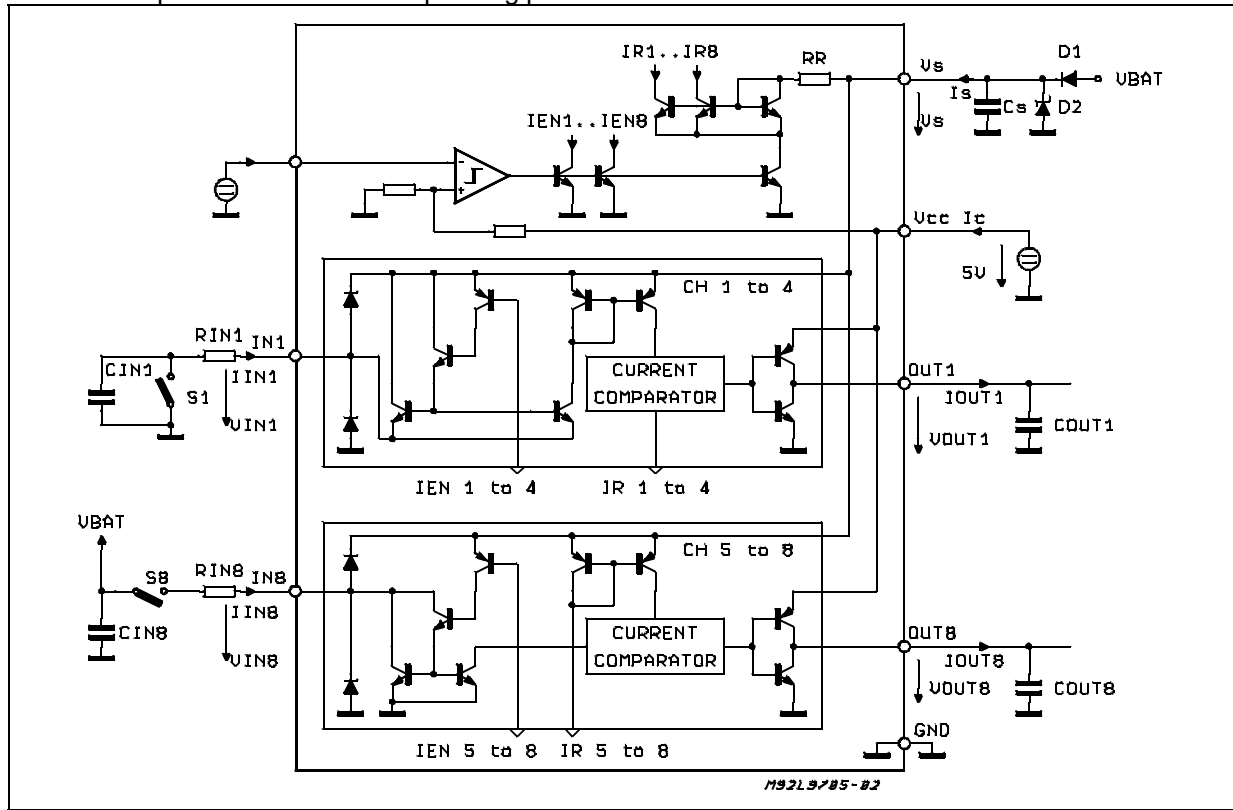 IR1..IR8
RR
Vs
D1
VBAT
Is
Cs
D2
Vs
IEN1..IEN8
Vcc Ic
5V
CH 1 to 4
RIN1
IN1
CIN1
IIN1
S1
VIN1
CURRENT
COMPARATOR
OUT1
IOUT1
VOUT1
COUT1
IEN 1 to 4
IR 1 to 4
VBAT
CH 5 to 8
S8
RIN8
IN8
IIN8
CIN8
VIN8
CURRENT
COMPARATOR
OUT8
IOUT8
VOUT8
COUT8
IEN 5 to 8
IR 5 to 8
GND
M92L9705-02